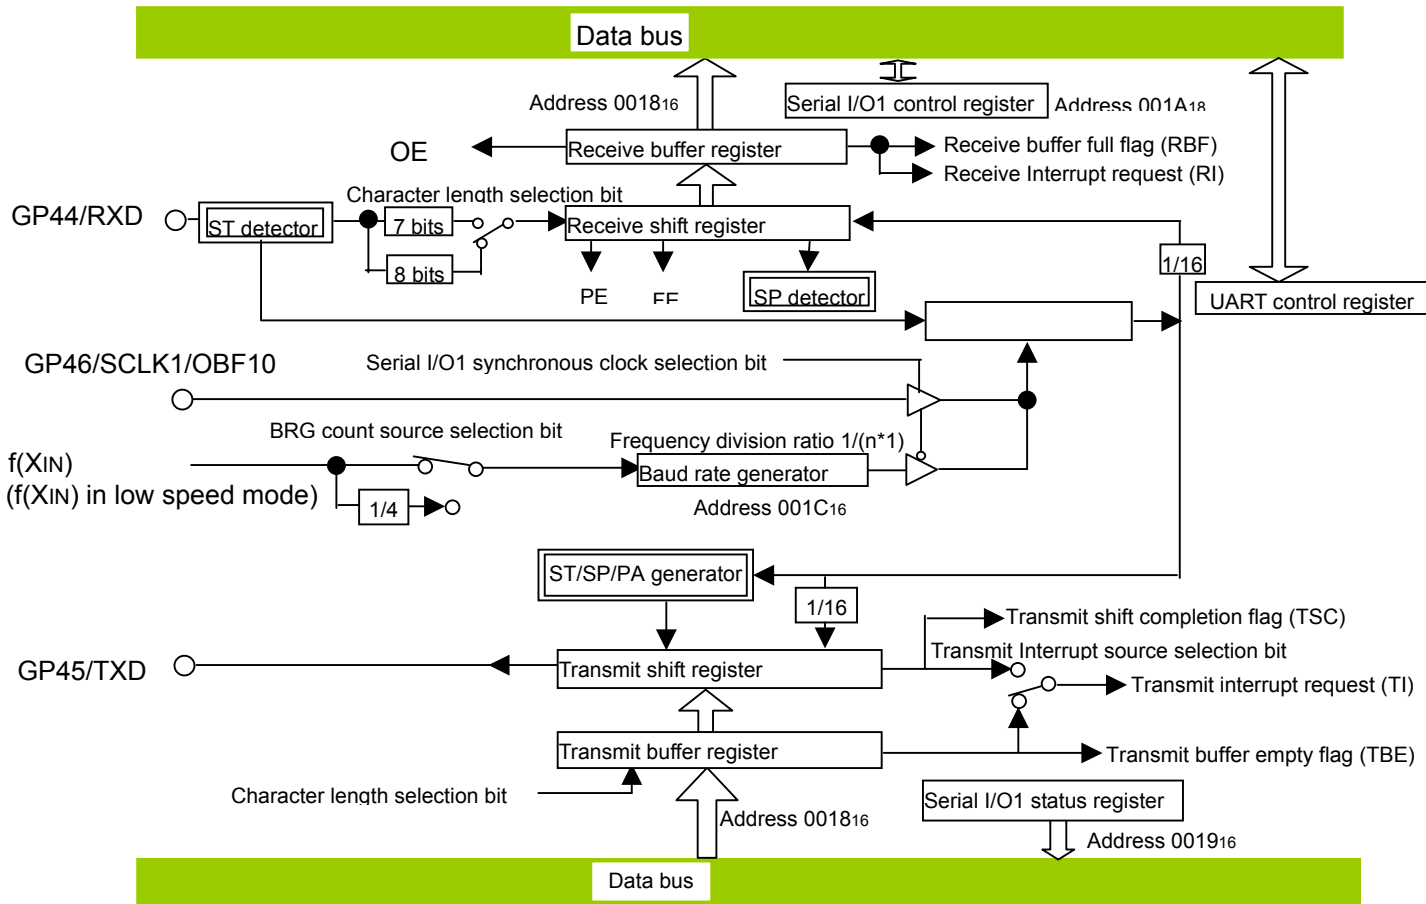 Data bus
Address 001816
Serial I/O1 control register
Address 001A18
OE
Receive buffer register
Receive buffer full flag (RBF)
Receive Interrupt request (RI)
Character length selection bit
GP44/RXD
ST detector
7 bits
Receive shift register
8 bits
1/16
PE
SP detector
UART control register
GP46/SCLK1/OBF10
Serial I/O1 synchronous clock selection bit
BRG count source selection bit
Frequency division ratio 1/(n*1)
f(XIN)
(f(XIN) in low speed mode)
Baud rate generator
1/4
Address 001C16
ST/SP/PA generator
1/16
Transmit shift completion flag (TSC)
Transmit Interrupt source selection bit
GP45/TXD
Transmit shift register
Transmit interrupt request (TI)
Transmit buffer register
Transmit buffer empty flag (TBE)
Character length selection bit
Serial I/O1 status register
Address 001816
Address 001916
Data bus